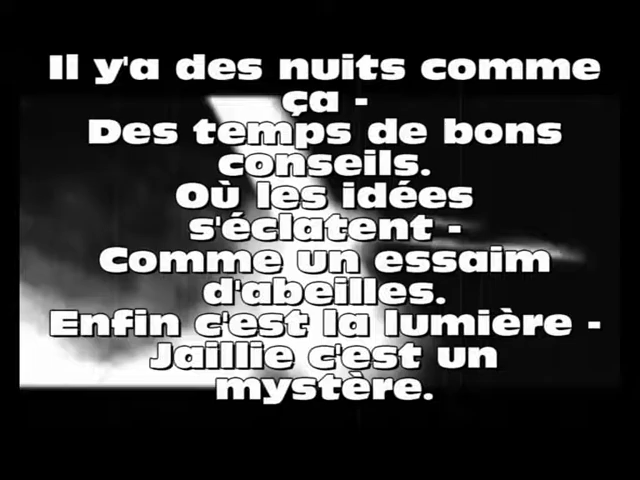 Il y'a des nuits comme
ça -
Des temps de bons
conseils.
Où les idées
s'éclatent -
Comme un essaim
d'abeilles.
Enfin c'est la lumière -
Jaillie c'est un
mystère.